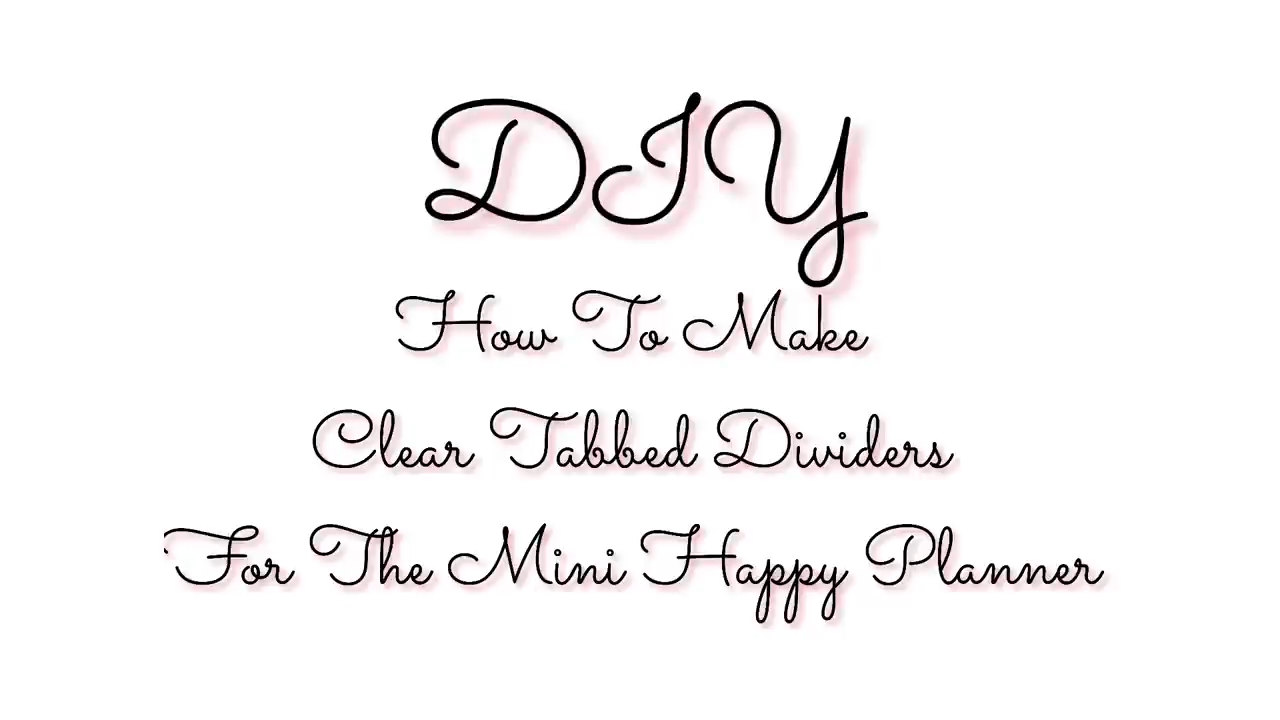 DIY
How To Make
Clear Tabbed Dividers
For The Mini Happy Planner